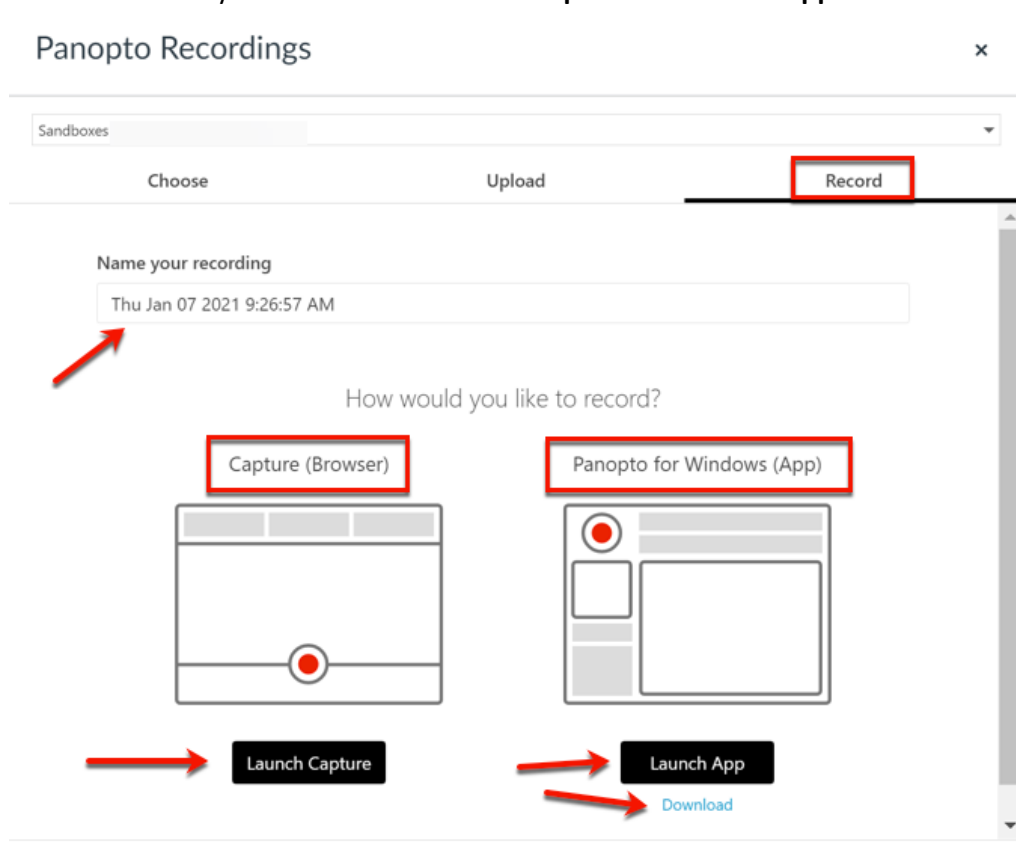 Panopto Recordings ×
Sandboxes
Choose Upload Record
Name your recording
Thu Jan 07 2021 9:26:57 AM
How would you like to record?
Capture (Browser) Panopto for Windows (App)
Launch Capture Launch App
Download